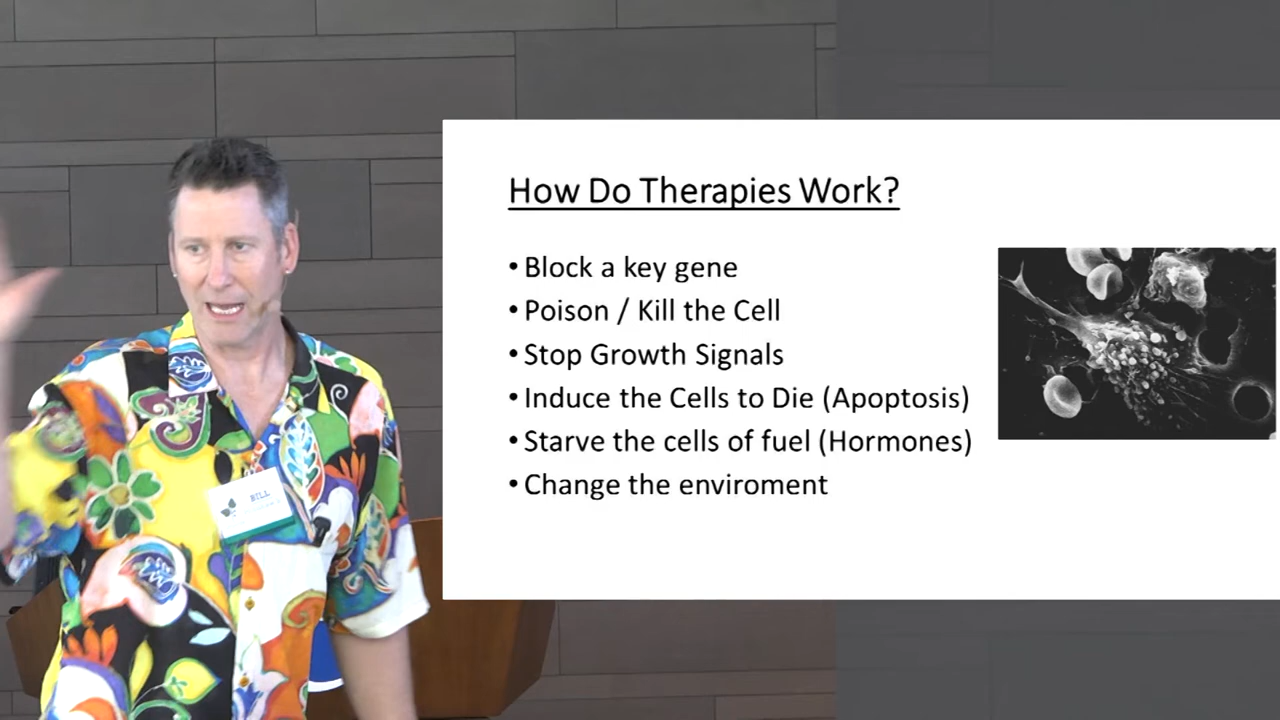 How Do Therapies Work?
• Block a key gene
• Poison / Kill the Cell
• Stop Growth Signals
• Induce the Cells to Die (Apoptosis)
• Starve the cells of fuel (Hormones)
• Change the enviroment
BILL